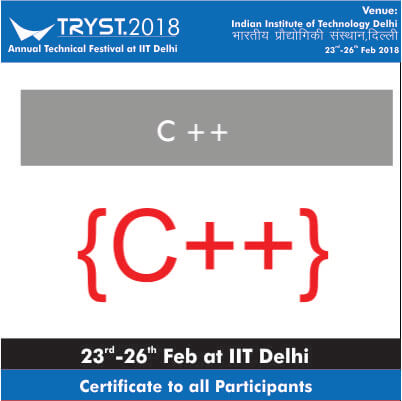 TRYST.2018
Annual Technical Festival at IIT Delhi
Venue:
Indian Institute of Technology Delhi
भारतीय प्रौद्योगिकी संस्थान,दिल्ली
23rd-26th Feb 2018
C ++
{C++}
23rd-26th Feb at IIT Delhi
Certificate to all Participants